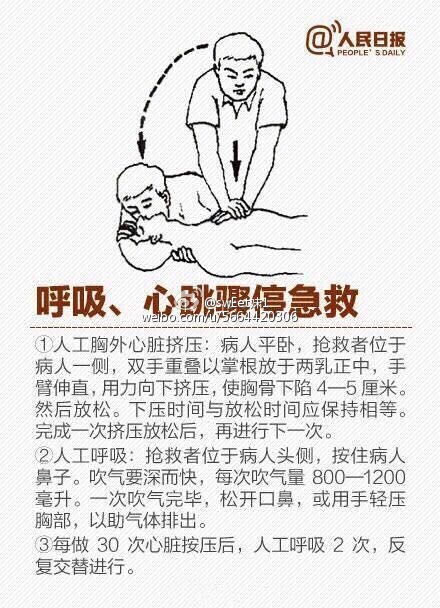 @人民日报
PEOPLE'S DAILY
呼吸、心跳骤停急救
weibo.com/u/5664420306
①人工胸外心脏挤压：病人平卧，抢救者位于
病人一侧，双手重叠以掌根放于两乳正中，手
臂伸直，用力向下挤压，使胸骨下陷4—5厘米。
然后放松。下压时间与放松时间应保持相等。
完成一次挤压放松后，再进行下一次。
②人工呼吸：抢救者位于病人头侧，按住病人
鼻子。吹气要深而快，每次吹气量 800—1200
毫升。一次吹气完毕，松开口鼻，或用手轻压
胸部，以助气体排出。
③每做 30 次心脏按压后，人工呼吸 2 次，反
复交替进行。